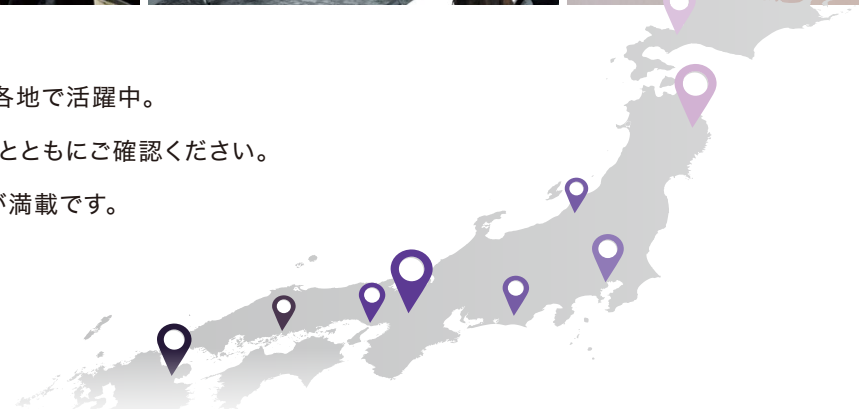 各地で活躍中。
とともにご確認ください。
が満載です。